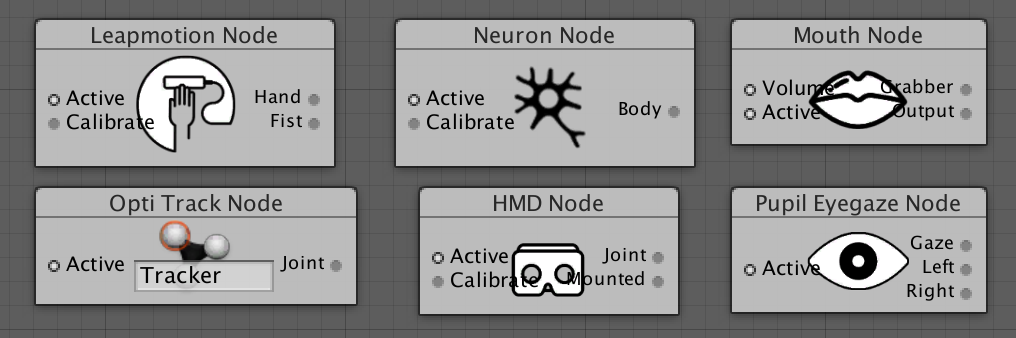 Leapmotion Node
Active
Calibrate
Hand
Fist
Neuron Node
Active
Calibrate
Body
Mouth Node
Volume
Active
Grabber
Output
Opti Track Node
Active
Tracker
Joint
HMD Node
Active
Calibrate
Joint
Mounted
Pupil Eyegaze Node
Active
Gaze
Left
Right